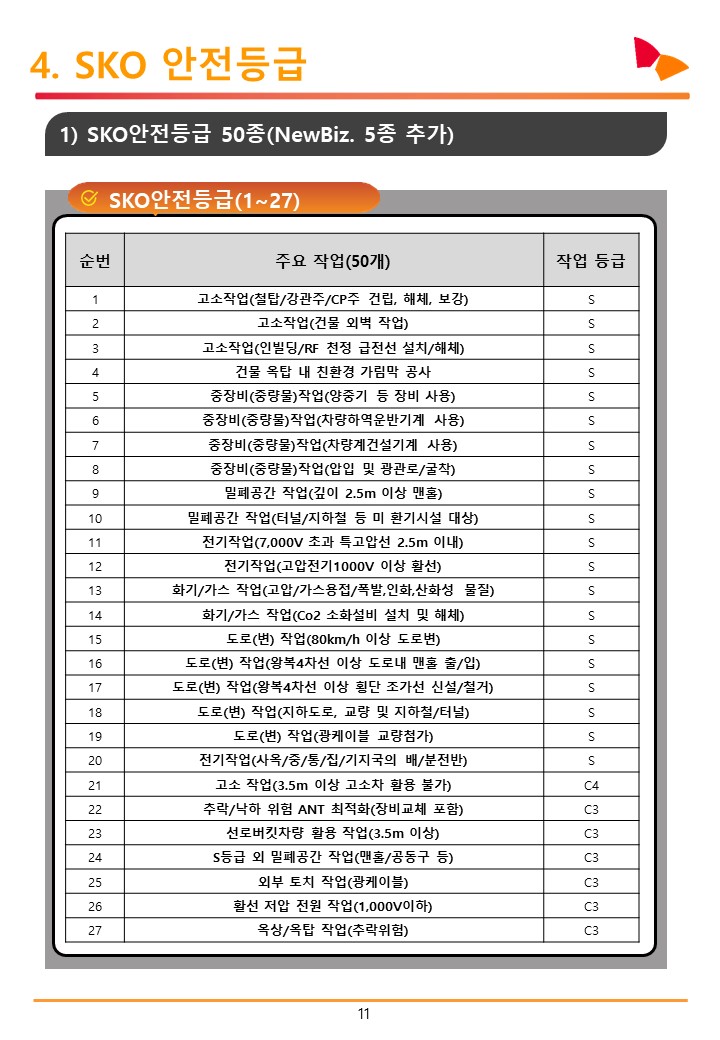 4. SKO 안전등급
1) SKO안전등급 50종(NewBiz. 5종 추가)
SKO안전등급(1~27)
순번 주요 작업(50개) 작업 등급
1 고소작업(철탑/강관주/CP주 건립, 해체, 보강) S
2 고소작업(건물 외벽 작업) S
3 고소작업(인빌딩/RF 천정 급전선 설치/해체) S
4 건물 옥탑 내 친환경 가림막 공사 S
5 중장비(중량물)작업(양중기 등 장비 사용) S
6 중장비(중량물)작업(차량하역운반기계 사용) S
7 중장비(중량물)작업(차량계건설기계 사용) S
8 중장비(중량물)작업(압입 및 광관로/굴착) S
9 밀폐공간 작업(깊이 2.5m 이상 맨홀) S
10 밀폐공간 작업(터널/지하철 등 미 환기시설 대상) S
11 전기작업(7,000V 초과 특고압선 2.5m 이내) S
12 전기작업(고압전기1000V 이상 활선) S
13 화기/가스 작업(고압/가스용접/폭발,인화,산화성 물질) S
14 화기/가스 작업(Co2 소화설비 설치 및 해체) S
15 도로(변) 작업(80km/h 이상 도로변) S
16 도로(변) 작업(왕복4차선 이상 도로내 맨홀 출/입) S
17 도로(변) 작업(왕복4차선 이상 횡단 조가선 신설/철거) S
18 도로(변) 작업(지하도로, 교량 및 지하철/터널) S
19 도로(변) 작업(광케이블 교량첨가) S
20 전기작업(사옥/중/통/집/기지국의 배/분전반) S
21 고소 작업(3.5m 이상 고소차 활용 불가) C4
22 추락/낙하 위험 ANT 최적화(장비교체 포함) C3
23 선로버킷차량 활용 작업(3.5m 이상) C3
24 S등급 외 밀폐공간 작업(맨홀/공동구 등) C3
25 외부 토치 작업(광케이블) C3
26 활선 저압 전원 작업(1,000V이하) C3
27 옥상/옥탑 작업(추락위험) C3
11